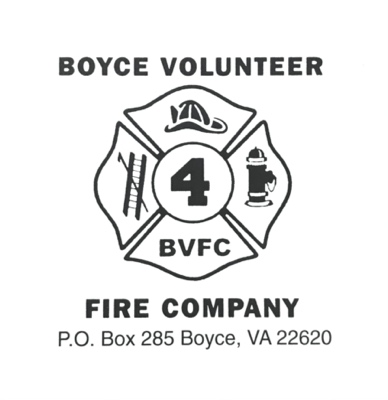 BOYCE VOLUNTEER
4
BVFC
FIRE COMPANY
P.O. Box 285 Boyce, VA 22620